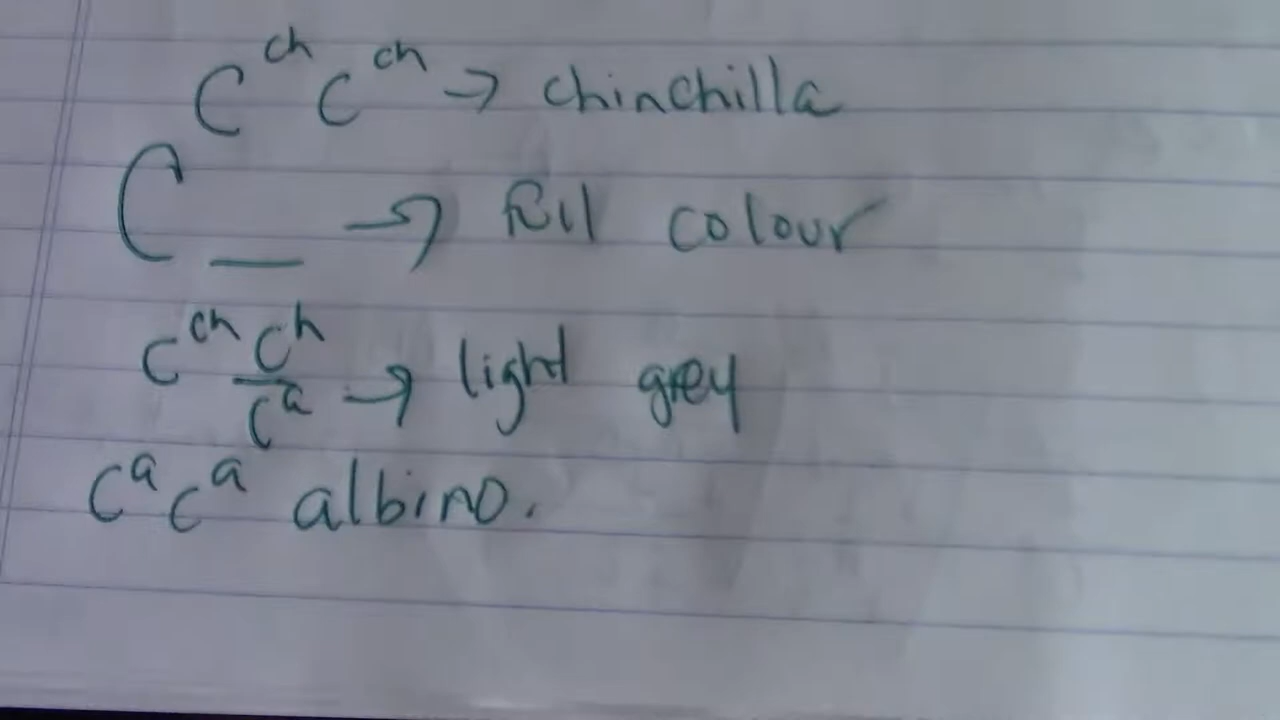 C^ch C^ch → chinchilla
C __ → full colour
C^ch C^h/C^a → light grey
C^a C^a albino.